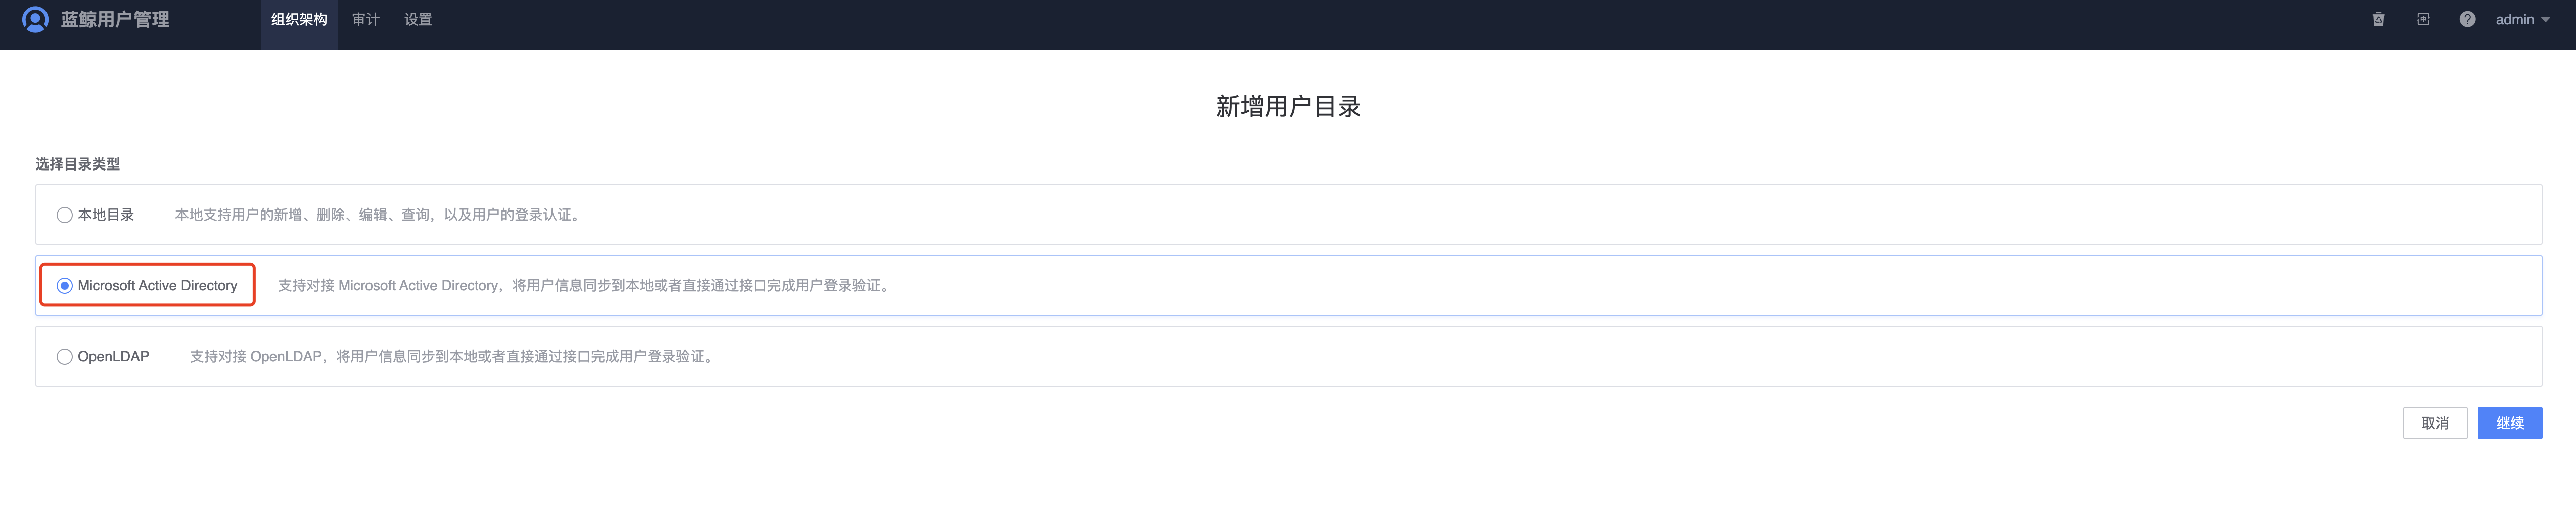 蓝鲸用户管理 组织架构 审计 设置 admin
新增用户目录
选择目录类型
本地目录 本地支持用户的新增、删除、编辑、查询，以及用户的登录认证。
Microsoft Active Directory 支持对接 Microsoft Active Directory，将用户信息同步到本地或者直接通过接口完成用户登录验证。
OpenLDAP 支持对接 OpenLDAP，将用户信息同步到本地或者直接通过接口完成用户登录验证。
取消 继续